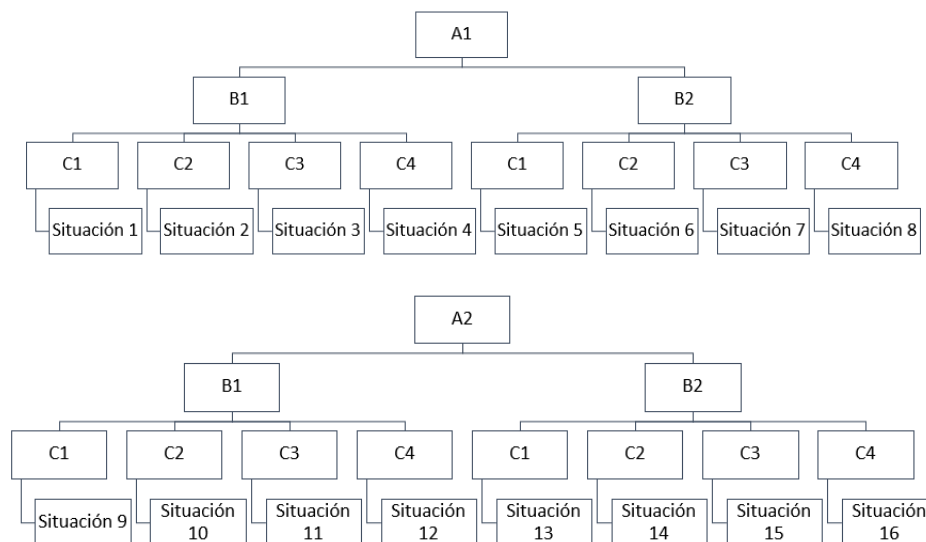 A1
B1
B2
C1
C2
C3
C4
C1
C2
C3
C4
Situación 1
Situación 2
Situación 3
Situación 4
Situación 5
Situación 6
Situación 7
Situación 8
A2
B1
B2
C1
C2
C3
C4
C1
C2
C3
C4
Situación 9
Situación
10
Situación
11
Situación
12
Situación
13
Situación
14
Situación
15
Situación
16